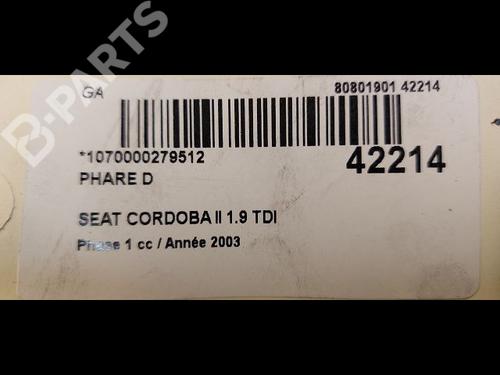 GA
80801901 42214
*1070000279512
42214
PHARE D
SEAT CORDOBA II 1.9 TDI
Phase 1 cc / Année 2003
B-PARTS